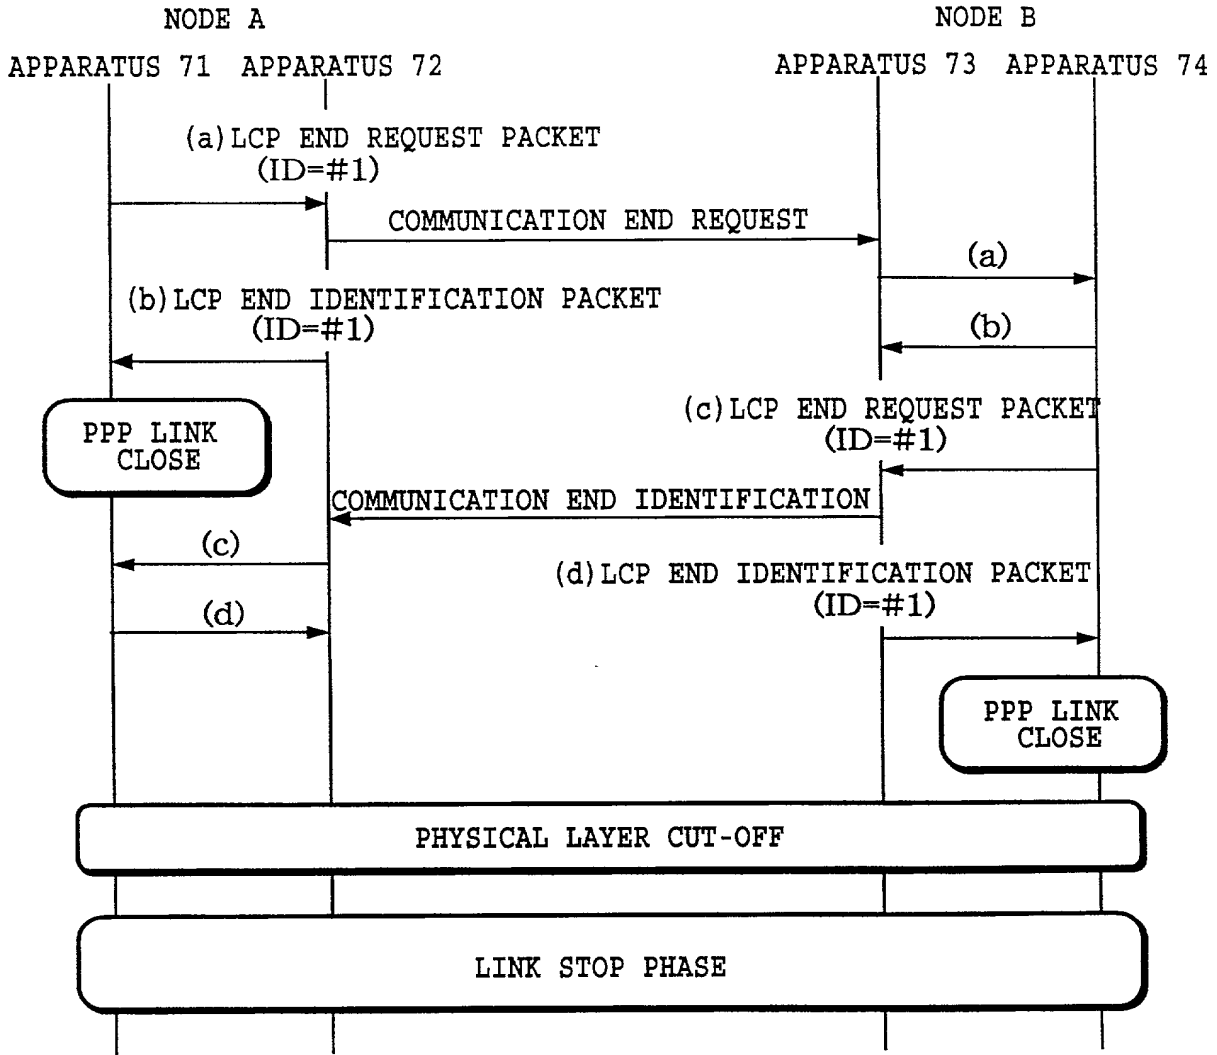 NODE A
NODE B
APPARATUS 71 APPARATUS 72
APPARATUS 73 APPARATUS 74
(a)LCP END REQUEST PACKET
(ID=#1)
COMMUNICATION END REQUEST
(a)
(b)LCP END IDENTIFICATION PACKET
(ID=#1)
(b)
(c)LCP END REQUEST PACKET
(ID=#1)
PPP LINK
CLOSE
COMMUNICATION END IDENTIFICATION
(c)
(d)LCP END IDENTIFICATION PACKET
(ID=#1)
(d)
PPP LINK
CLOSE
PHYSICAL LAYER CUT-OFF
LINK STOP PHASE